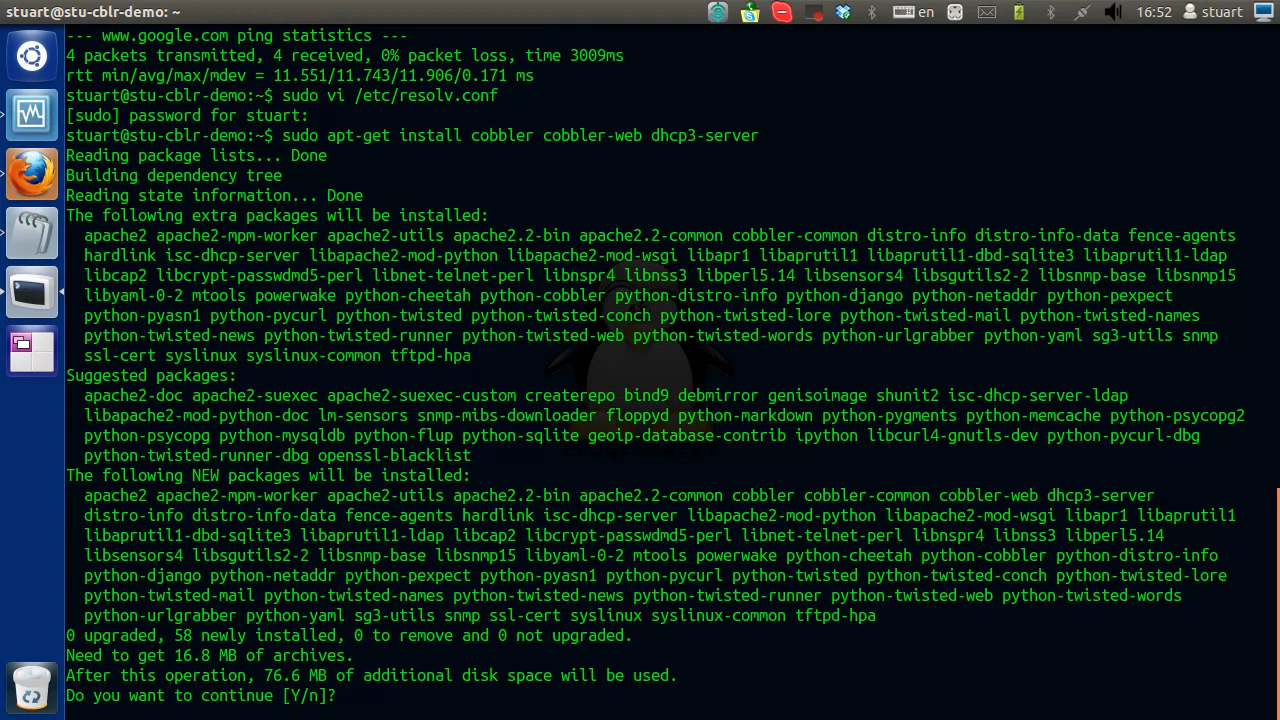 stuart@stu-cblr-demo: ~
en
16:52
stuart
--- www.google.com ping statistics ---
4 packets transmitted, 4 received, 0% packet loss, time 3009ms
rtt min/avg/max/mdev = 11.551/11.743/11.906/0.171 ms
stuart@stu-cblr-demo:~$ sudo vi /etc/resolv.conf
[sudo] password for stuart:
stuart@stu-cblr-demo:~$ sudo apt-get install cobbler cobbler-web dhcp3-server
Reading package lists... Done
Building dependency tree
Reading state information... Done
The following extra packages will be installed:
  apache2 apache2-mpm-worker apache2-utils apache2.2-bin apache2.2-common cobbler-common distro-info distro-info-data fence-agents
  hardlink isc-dhcp-server libapache2-mod-python libapache2-mod-wsgi libapr1 libaprutil1 libaprutil1-dbd-sqlite3 libaprutil1-ldap
  libcap2 libcrypt-passwdmd5-perl libnet-telnet-perl libnspr4 libnss3 libperl5.14 libsensors4 libsgutils2-2 libsnmp-base libsnmp15
  libyaml-0-2 mtools powerwake python-cheetah python-cobbler python-distro-info python-django python-netaddr python-pexpect
  python-pyasn1 python-pycurl python-twisted python-twisted-conch python-twisted-lore python-twisted-mail python-twisted-names
  python-twisted-news python-twisted-runner python-twisted-web python-twisted-words python-urlgrabber python-yaml sg3-utils snmp
  ssl-cert syslinux syslinux-common tftpd-hpa
Suggested packages:
  apache2-doc apache2-suexec apache2-suexec-custom createrepo bind9 debmirror genisoimage shunit2 isc-dhcp-server-ldap
  libapache2-mod-python-doc lm-sensors snmp-mibs-downloader floppyd python-markdown python-pygments python-memcache python-psycopg2
  python-psycopg python-mysqldb python-flup python-sqlite geoip-database-contrib ipython libcurl4-gnutls-dev python-pycurl-dbg
  python-twisted-runner-dbg openssl-blacklist
The following NEW packages will be installed:
  apache2 apache2-mpm-worker apache2-utils apache2.2-bin apache2.2-common cobbler cobbler-common cobbler-web dhcp3-server
  distro-info distro-info-data fence-agents hardlink isc-dhcp-server libapache2-mod-python libapache2-mod-wsgi libapr1 libaprutil1
  libaprutil1-dbd-sqlite3 libaprutil1-ldap libcap2 libcrypt-passwdmd5-perl libnet-telnet-perl libnspr4 libnss3 libperl5.14
  libsensors4 libsgutils2-2 libsnmp-base libsnmp15 libyaml-0-2 mtools powerwake python-cheetah python-cobbler python-distro-info
  python-django python-netaddr python-pexpect python-pyasn1 python-pycurl python-twisted python-twisted-conch python-twisted-lore
  python-twisted-mail python-twisted-names python-twisted-news python-twisted-runner python-twisted-web python-twisted-words
  python-urlgrabber python-yaml sg3-utils snmp ssl-cert syslinux syslinux-common tftpd-hpa
0 upgraded, 58 newly installed, 0 to remove and 0 not upgraded.
Need to get 16.8 MB of archives.
After this operation, 76.6 MB of additional disk space will be used.
Do you want to continue [Y/n]?